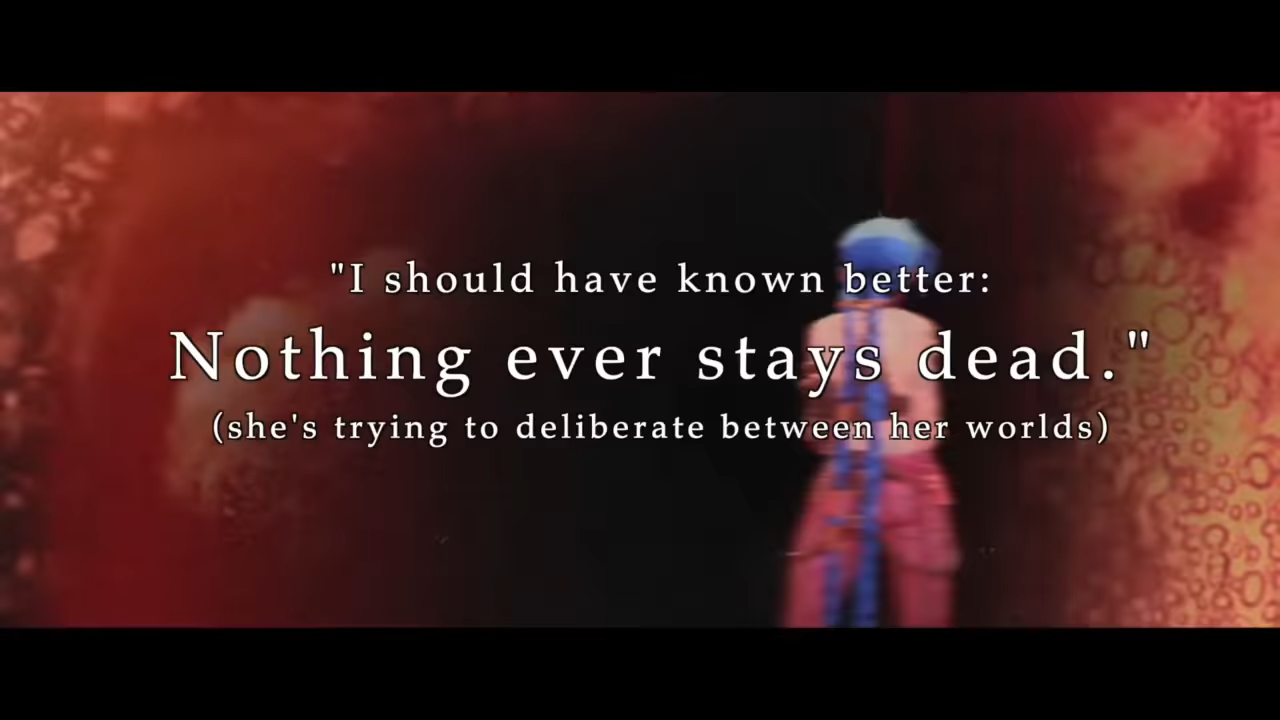 "I should have known better:
Nothing ever stays dead."
(she's trying to deliberate between her worlds)